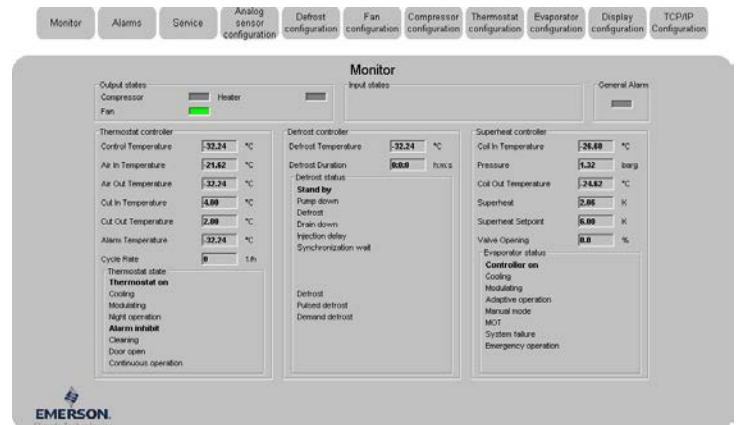 Monitor
Alarms
Service
Analog sensor configuration
Defrost configuration
Fan configuration
Compressor configuration
Thermostat configuration
Evaporator configuration
Display configuration
TCP/IP Configuration
Monitor
Output states
Compressor
Heater
Fan
Input states
General Alarm
Thermostat controller
Control Temperature -32.24 °C
Air In Temperature -21.62 °C
Air Out Temperature -32.24 °C
Cut In Temperature 4.00 °C
Cut Out Temperature 2.00 °C
Alarm Temperature -32.24 °C
Cycle Rate 0 1/h
Thermostat state
Thermostat on
Cooling
Modulating
Night operation
Alarm inhibit
Cleaning
Door open
Continuous operation
Defrost controller
Defrost Temperature -32.24 °C
Defrost Duration 0:0:0 h:m:s
Defrost status
Stand by
Pump down
Defrost
Drain down
Injection delay
Synchronization wait
Defrost
Pulsed defrost
Demand defrost
Superheat controller
Coil In Temperature -26.60 °C
Pressure 1.32 barg
Coil Out Temperature -24.62 °C
Superheat 2.06 K
Superheat Setpoint 6.00 K
Valve Opening 0.0 %
Evaporator status
Controller on
Cooling
Modulating
Adaptive operation
Manual mode
MOT
System failure
Emergency operation
EMERSON.